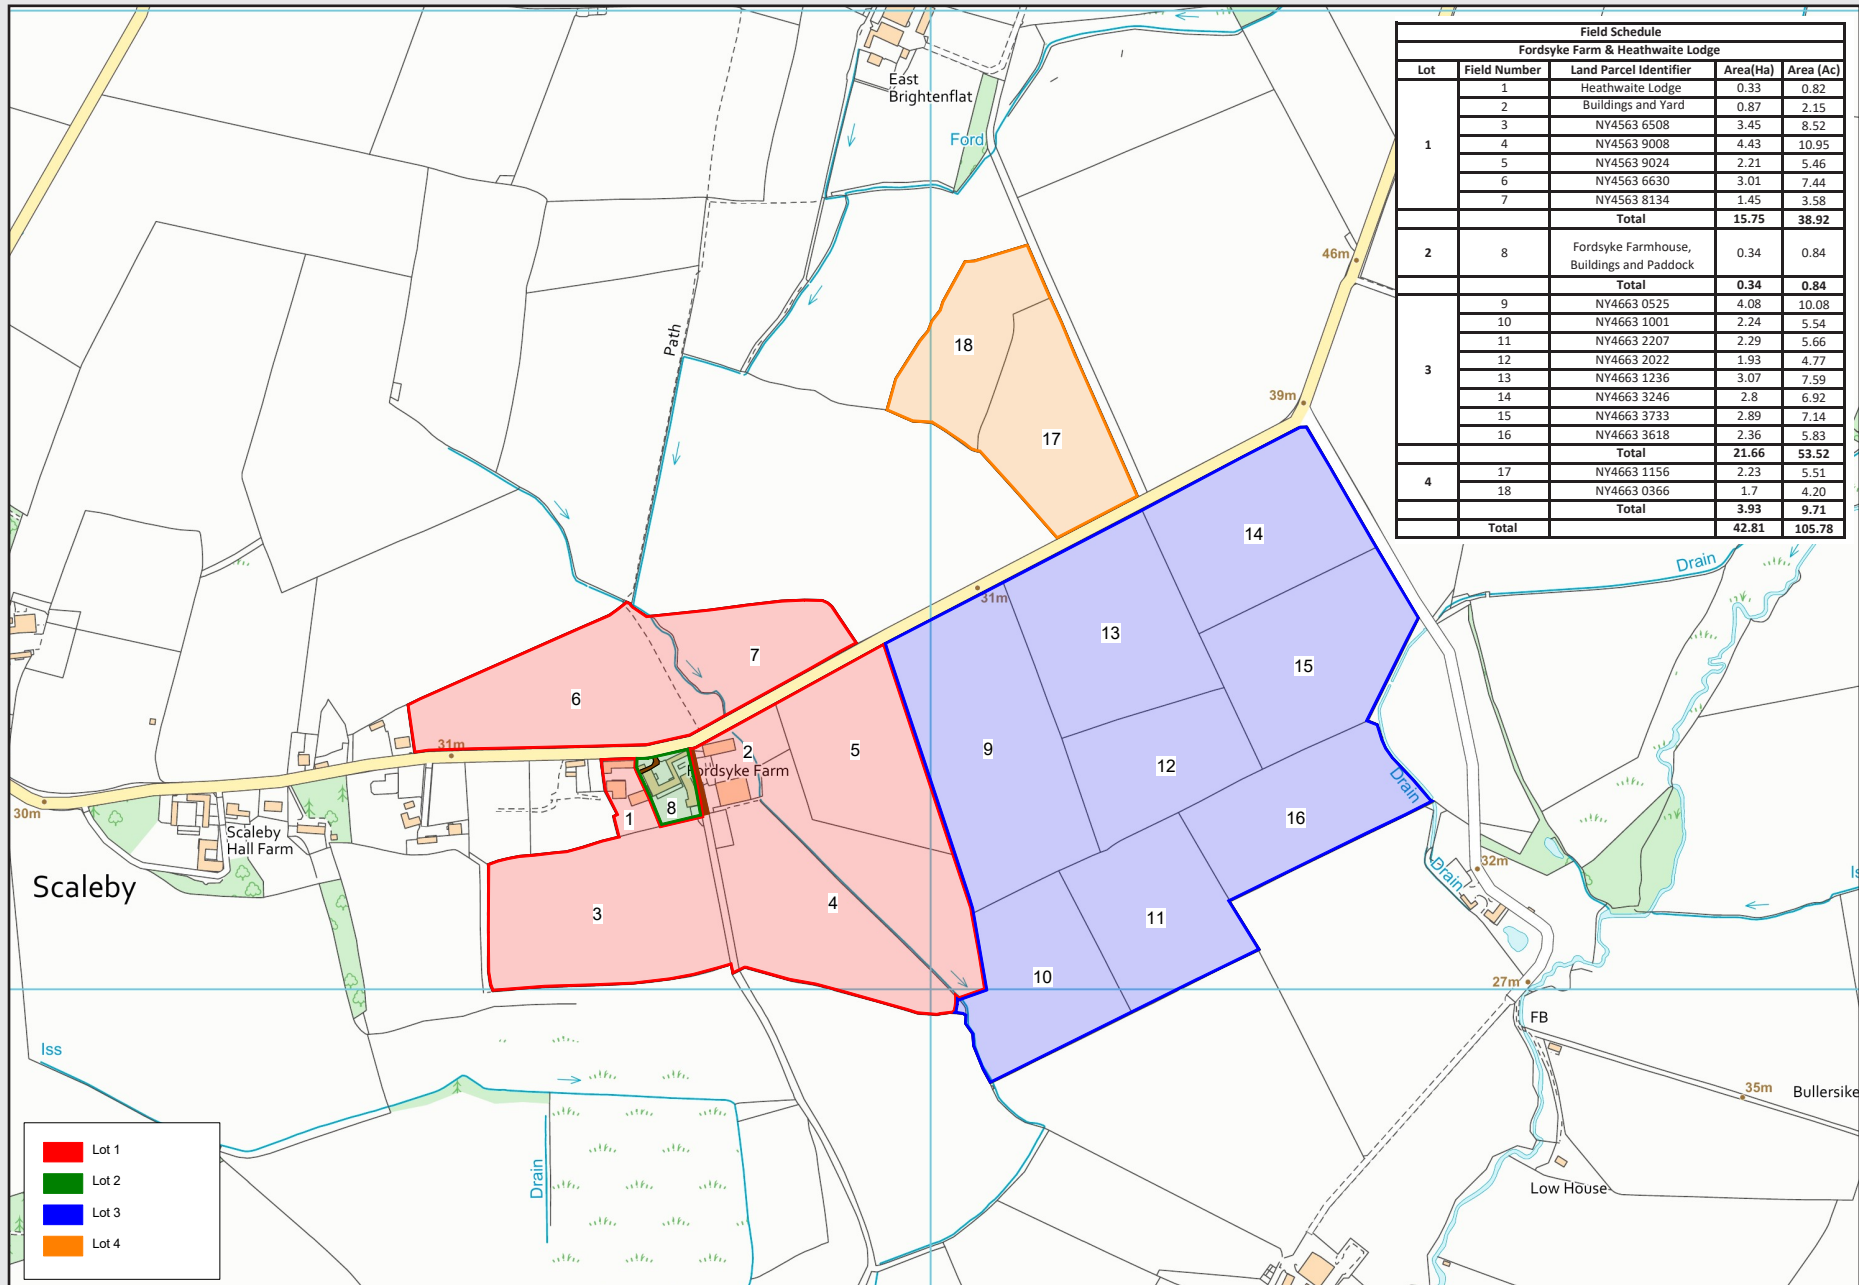 Field Schedule
Fordsyke Farm & Heathwaite Lodge
Lot Field Number Land Parcel Identifier Area(Ha) Area (Ac)
1
1 Heathwaite Lodge 0.33 0.82
2 Buildings and Yard 0.87 2.15
3 NY4563 6508 3.45 8.52
4 NY4563 9008 4.43 10.95
5 NY4563 9024 2.21 5.46
6 NY4563 6630 3.01 7.44
7 NY4563 8134 1.45 3.58
Total 15.75 38.92
2 8 Fordsyke Farmhouse, 0.34 0.84
Buildings and Paddock
Total 0.34 0.84
3
9 NY4663 0525 4.08 10.08
10 NY4663 1001 2.24 5.54
11 NY4663 2207 2.29 5.66
12 NY4663 2022 1.93 4.77
13 NY4663 1236 3.07 7.59
14 NY4663 3246 2.8 6.92
15 NY4663 3733 2.89 7.14
16 NY4663 3618 2.36 5.83
Total 21.66 53.52
4
17 NY4663 1156 2.23 5.51
18 NY4663 0366 1.7 4.20
Total 3.93 9.71
Total 42.81 105.78
East
Brightenflat
Ford
46m
Path
18
39m
17
14
Drain
31m
13
7
15
6
31m
2
5
9
Fordsyke Farm
12
Drain
30m
8
1
16
Scaleby
Hall Farm
32m
Drain
Is
Scaleby
4
3
11
10
27m
FB
Iss
35m
Bullersike
Drain
Low House
Lot 1
Lot 2
Lot 3
Lot 4